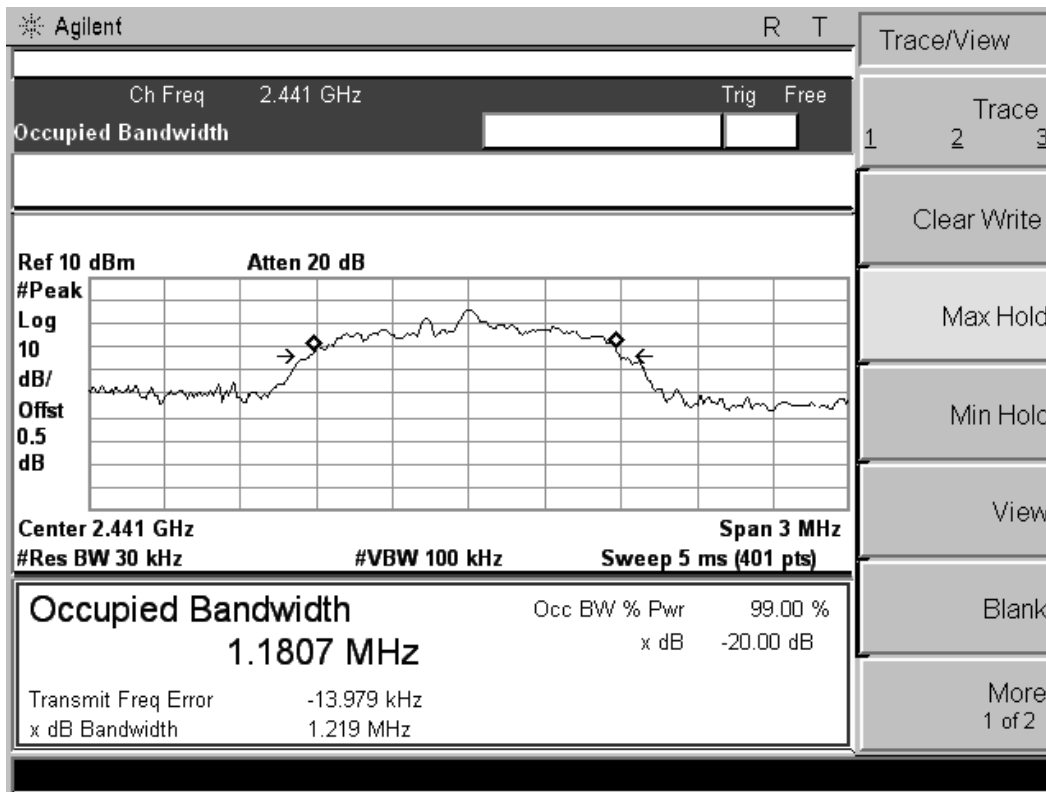 Agilent R T
Trace/View
Ch Freq 2.441 GHz Trig Free
Occupied Bandwidth
Trace
1 2 3
Clear Write
Ref 10 dBm Atten 20 dB
#Peak
Log
10
dB/
Offst
0.5
dB
Max Hold
Min Hold
Center 2.441 GHz Span 3 MHz
#Res BW 30 kHz #VBW 100 kHz Sweep 5 ms (401 pts)
View
Occupied Bandwidth
1.1807 MHz
Occ BW % Pwr 99.00 %
x dB -20.00 dB
Transmit Freq Error -13.979 kHz
x dB Bandwidth 1.219 MHz
Blank
More
1 of 2